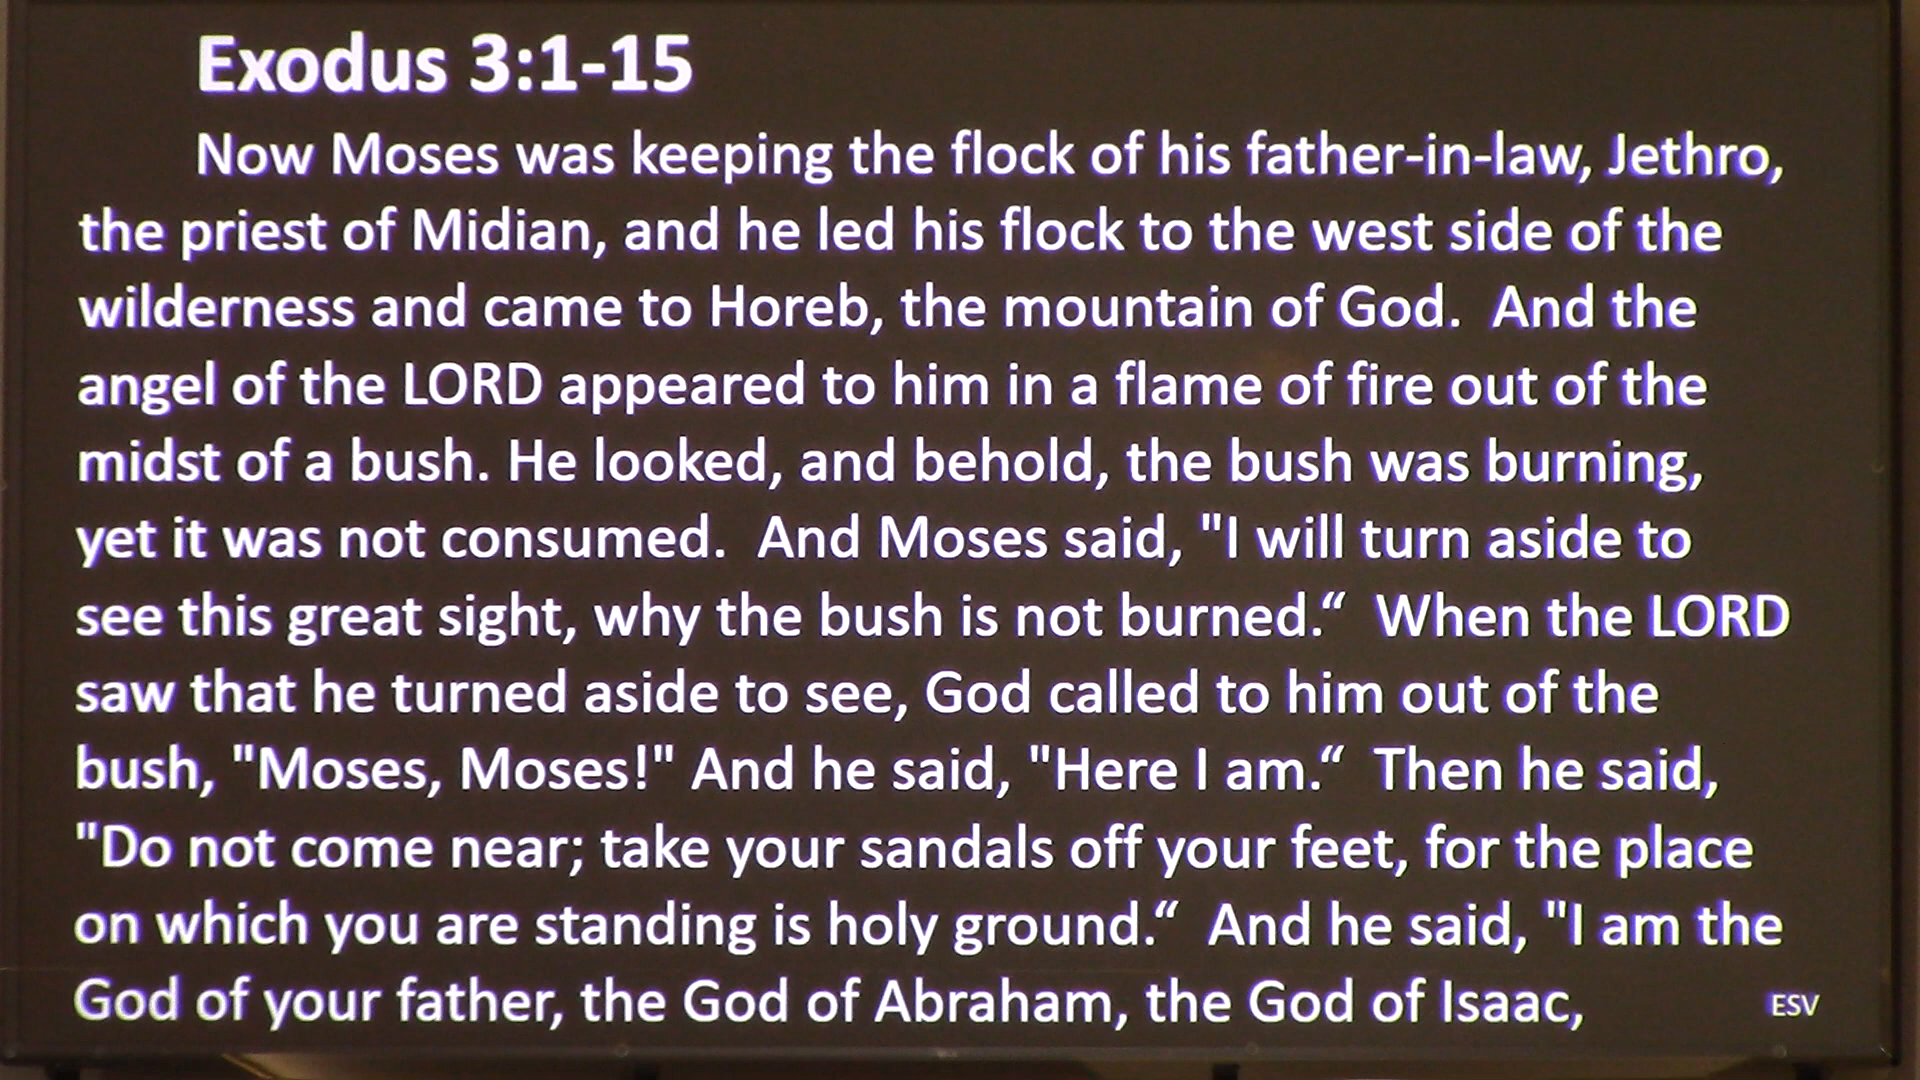 Exodus 3:1-15
Now Moses was keeping the flock of his father-in-law, Jethro,
the priest of Midian, and he led his flock to the west side of the
wilderness and came to Horeb, the mountain of God.  And the
angel of the LORD appeared to him in a flame of fire out of the
midst of a bush. He looked, and behold, the bush was burning,
yet it was not consumed.  And Moses said, "I will turn aside to
see this great sight, why the bush is not burned.“  When the LORD
saw that he turned aside to see, God called to him out of the
bush, "Moses, Moses!" And he said, "Here I am.“  Then he said,
"Do not come near; take your sandals off your feet, for the place
on which you are standing is holy ground.“  And he said, "I am the
God of your father, the God of Abraham, the God of Isaac,
ESV